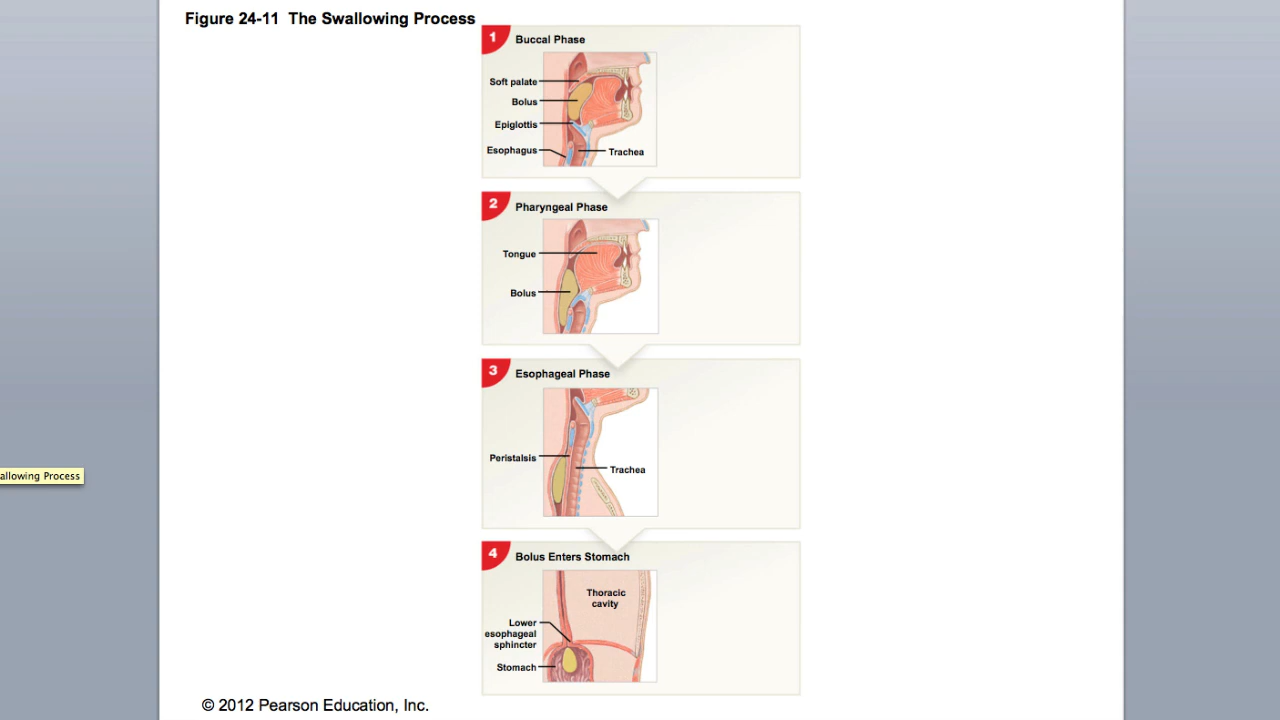 Figure 24-11 The Swallowing Process
1 Buccal Phase
Soft palate
Bolus
Epiglottis
Esophagus
Trachea
2 Pharyngeal Phase
Tongue
Bolus
3 Esophageal Phase
Peristalsis
Trachea
allowing Process
4 Bolus Enters Stomach
Thoracic
cavity
Lower
esophageal
sphincter
Stomach
© 2012 Pearson Education, Inc.